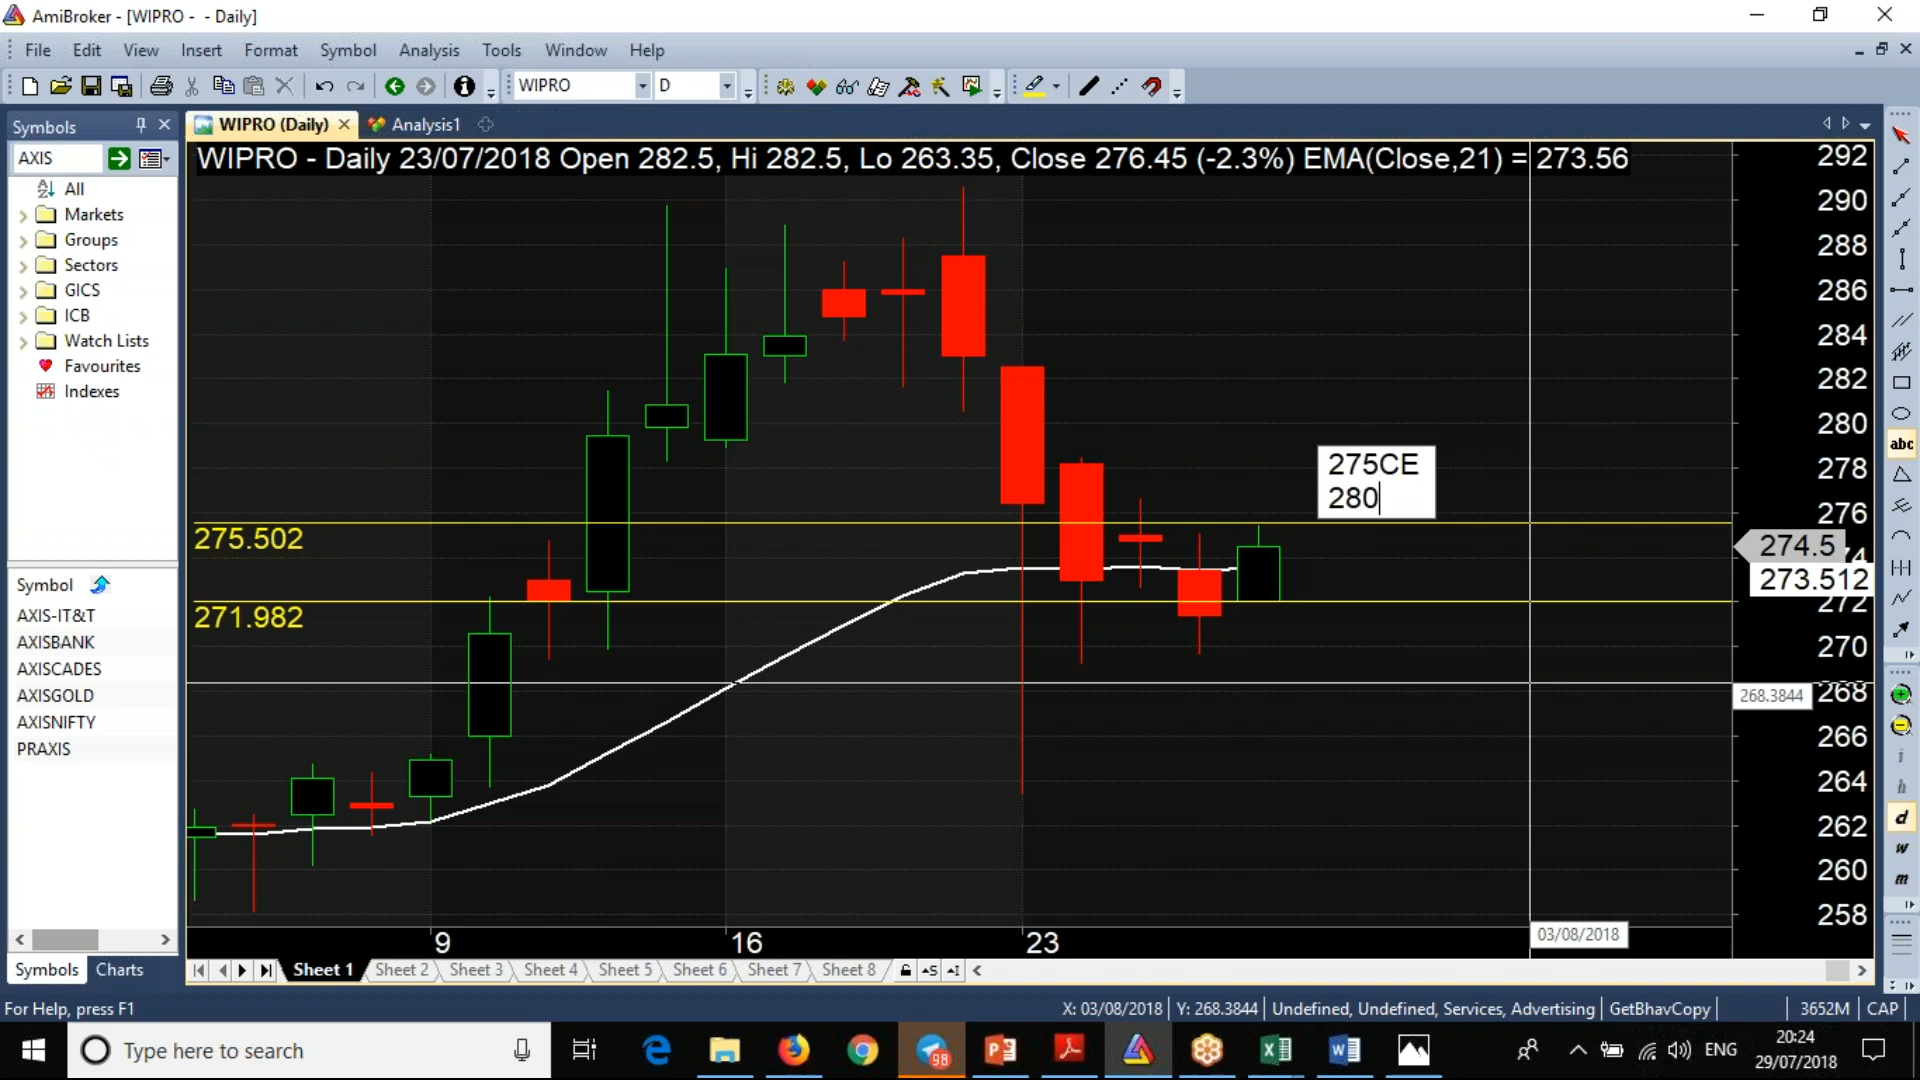 AmiBroker - [WIPRO -  - Daily]
File Edit View Insert Format Symbol Analysis Tools Window Help
WIPRO D
Symbols
WIPRO (Daily) Analysis1
AXIS
WIPRO - Daily 23/07/2018 Open 282.5, Hi 282.5, Lo 263.35, Close 276.45 (-2.3%) EMA(Close,21) = 273.56
All
Markets
Groups
Sectors
GICS
ICB
Watch Lists
Favourites
Indexes
292
290
288
286
284
282
280
278
276
272
270
268
266
264
262
260
258
275CE
280
275.502
271.982
274.5
273.512
268.3844
Symbol
AXIS-IT&T
AXISBANK
AXISCADES
AXISGOLD
AXISNIFTY
PRAXIS
abc
i
h
d
w
m
9 16 23 03/08/2018
Symbols Charts
Sheet 1 Sheet 2 Sheet 3 Sheet 4 Sheet 5 Sheet 6 Sheet 7 Sheet 8
For Help, press F1 X: 03/08/2018 Y: 268.3844 Undefined, Undefined, Services, Advertising GetBhavCopy 3652M CAP
Type here to search
98
ENG
20:24
29/07/2018